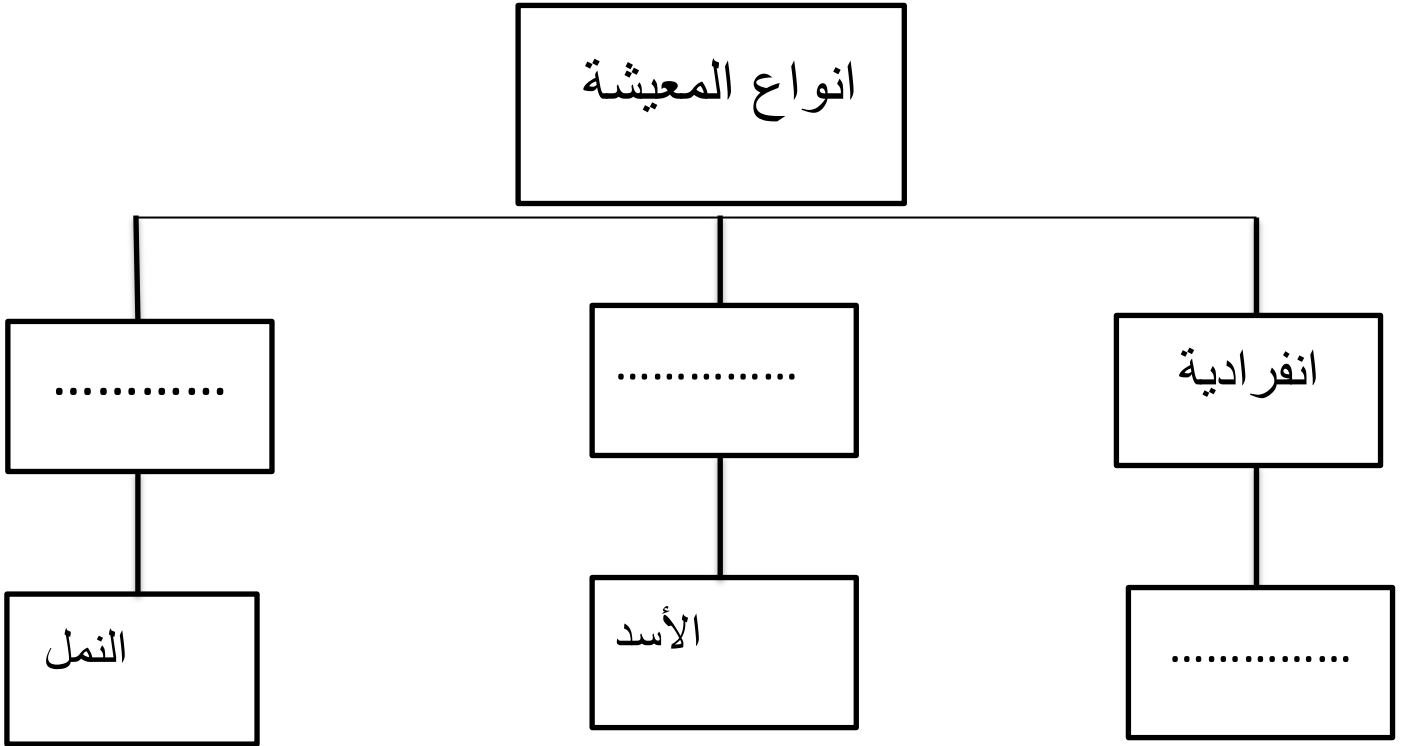 انواع المعيشة
انفرادية
...............
............
...............
الأسد
النمل